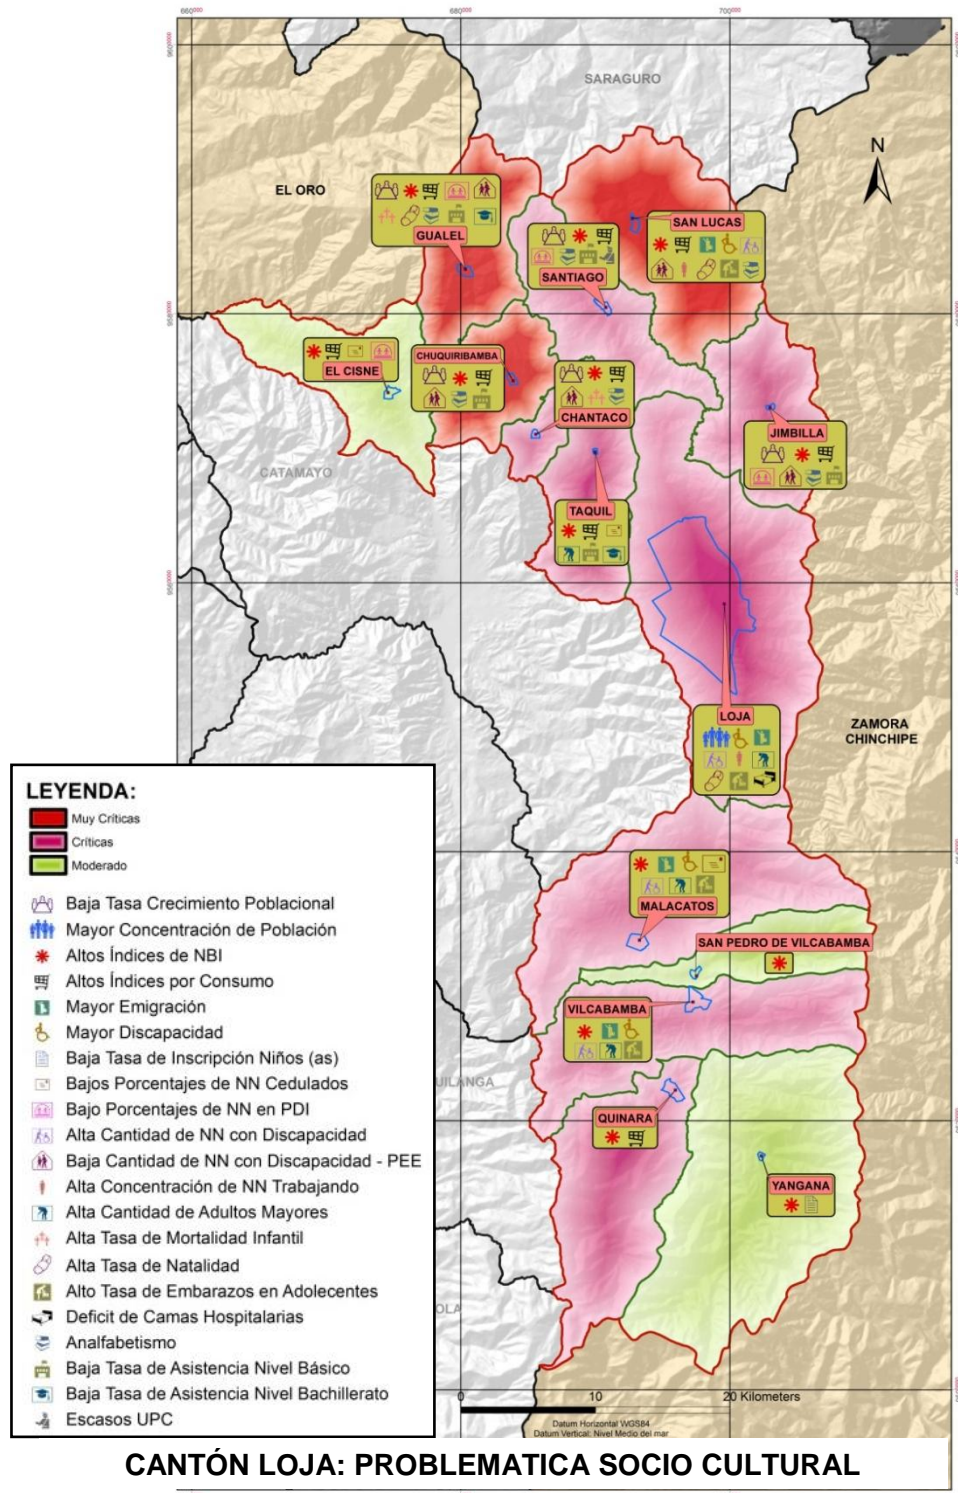 660000
680000
700000
SARAGURO
N
EL ORO
SAN LUCAS
GUALEL
SANTIAGO
CHUQUIRIBAMBA
EL CISNE
CHANTACO
JIMBILLA
CATAMAYO
TAQUIL
LOJA
ZAMORA
CHINCHIPE
LEYENDA:
Muy Críticas
Críticas
Moderado
Baja Tasa Crecimiento Poblacional
Mayor Concentración de Población
Altos Índices de NBI
Altos Índices por Consumo
Mayor Emigración
Mayor Discapacidad
Baja Tasa de Inscripción Niños (as)
Bajos Porcentajes de NN Cedulados
Bajo Porcentajes de NN en PDI
Alta Cantidad de NN con Discapacidad
Baja Cantidad de NN con Discapacidad - PEE
Alta Concentración de NN Trabajando
Alta Cantidad de Adultos Mayores
Alta Tasa de Mortalidad Infantil
Alta Tasa de Natalidad
Alto Tasa de Embarazos en Adolecentes
Deficit de Camas Hospitalarias
Analfabetismo
Baja Tasa de Asistencia Nivel Básico
Baja Tasa de Asistencia Nivel Bachillerato
Escasos UPC
MALACATOS
SAN PEDRO DE VILCABAMBA
VILCABAMBA
UILANGA
QUINARA
YANGANA
OLA
0 10 20 Kilometers
Datum Horizontal WGS84
Datum Vertical: Nivel Medio del mar
CANTÓN LOJA: PROBLEMATICA SOCIO CULTURAL